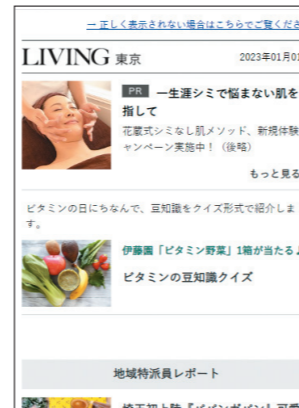 → 正しく表示されない場合はこちらでご覧くださ
LIVING 東京
2023年01月01
PR 一生涯シミで悩まない肌を
指して
花蔵式シミなし肌メソッド、新規体験
ャンペーン実施中！（後略）
もっと見る
ビタミンの日にちなんで、豆知識をクイズ形式で紹介しま
す。
伊藤園「ビタミン野菜」1箱が当たる♪
ビタミンの豆知識クイズ
地域特派員レポート